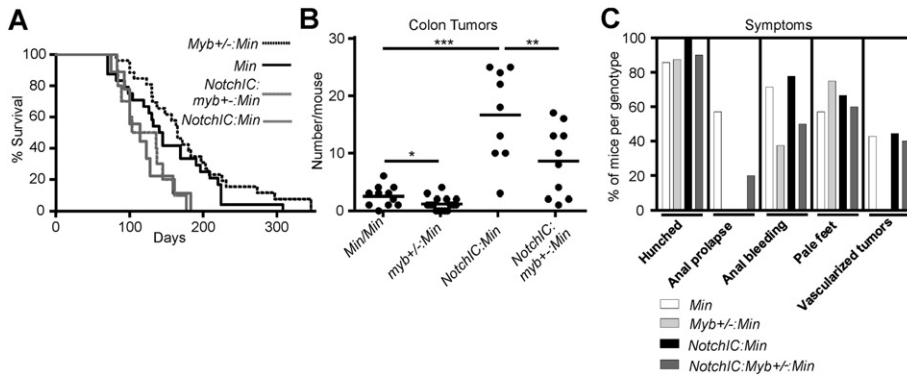 A
Myb+/-:Min
Min
NotchIC:
myb+-:Min
NotchIC:Min
% Survival
100
80
60
40
20
0
0
100
200
300
Days
B
Colon Tumors
***
**
*
Number/mouse
30
20
10
0
Min/Min
myb+/-:Min
NotchIC:Min
NotchIC:
myb+-:Min
C
Symptoms
% of mice per genotype
100
80
60
40
20
0
Hunched
Anal prolapse
Anal bleeding
Pale feet
Vascularized tumors
Min
Myb+/-:Min
NotchIC:Min
NotchIC:Myb+/-:Min